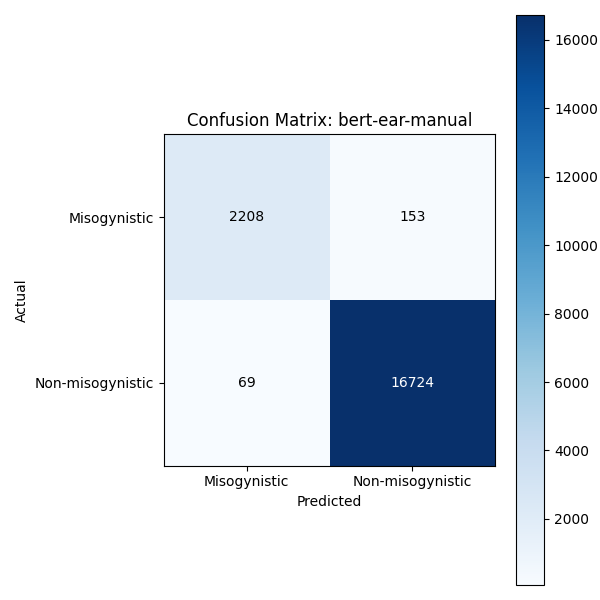 Confusion Matrix: bert-ear-manual
Actual
Misogynistic
2208
153
Non-misogynistic
69
16724
Misogynistic
Non-misogynistic
Predicted
16000
14000
12000
10000
8000
6000
4000
2000